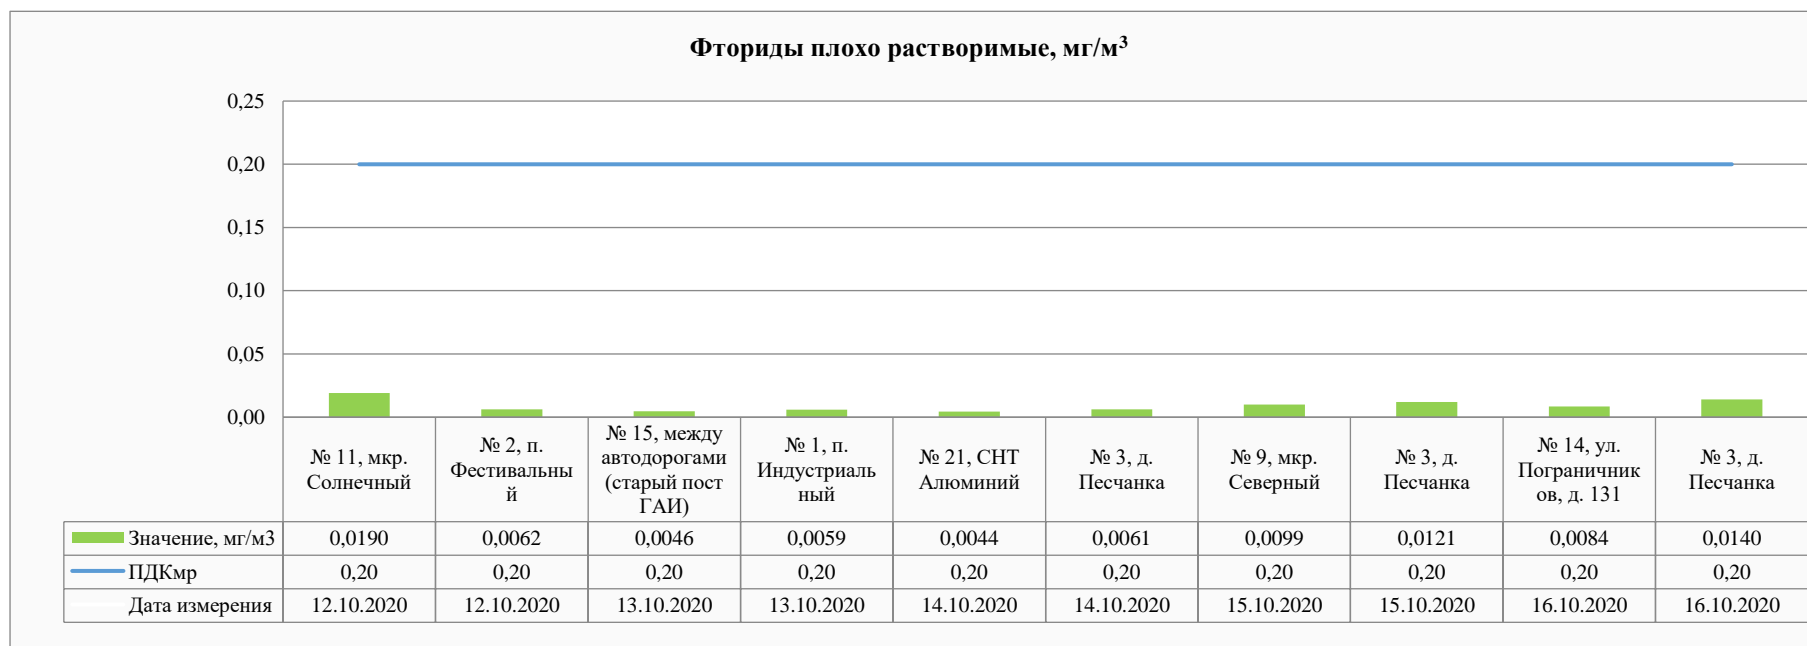 Фториды плохо растворимые, мг/м³
0,25
0,20
0,15
0,10
0,05
0,00
№ 11, мкр.
Солнечный
№ 2, п.
Фестивальны
й
№ 15, между
автодорогами
(старый пост
ГАИ)
№ 1, п.
Индустриаль
ный
№ 21, СНТ
Алюминий
№ 3, д.
Песчанка
№ 9, мкр.
Северный
№ 3, д.
Песчанка
№ 14, ул.
Пограничник
ов, д. 131
№ 3, д.
Песчанка
Значение, мг/м3 0,0190 0,0062 0,0046 0,0059 0,0044 0,0061 0,0099 0,0121 0,0084 0,0140
ПДКмр 0,20 0,20 0,20 0,20 0,20 0,20 0,20 0,20 0,20 0,20
Дата измерения 12.10.2020 12.10.2020 13.10.2020 13.10.2020 14.10.2020 14.10.2020 15.10.2020 15.10.2020 16.10.2020 16.10.2020